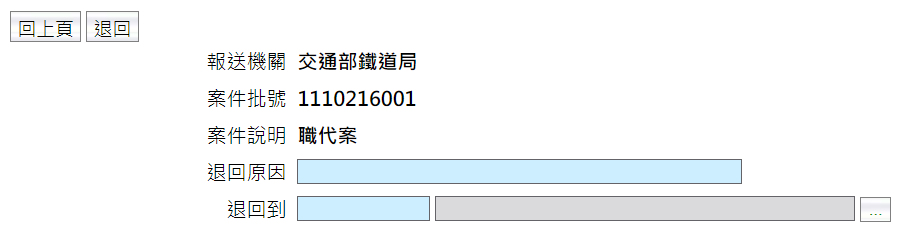 回上頁 退回
報送機關 交通部鐵道局
案件批號 1110216001
案件說明 職代案
退回原因
退回到 ...